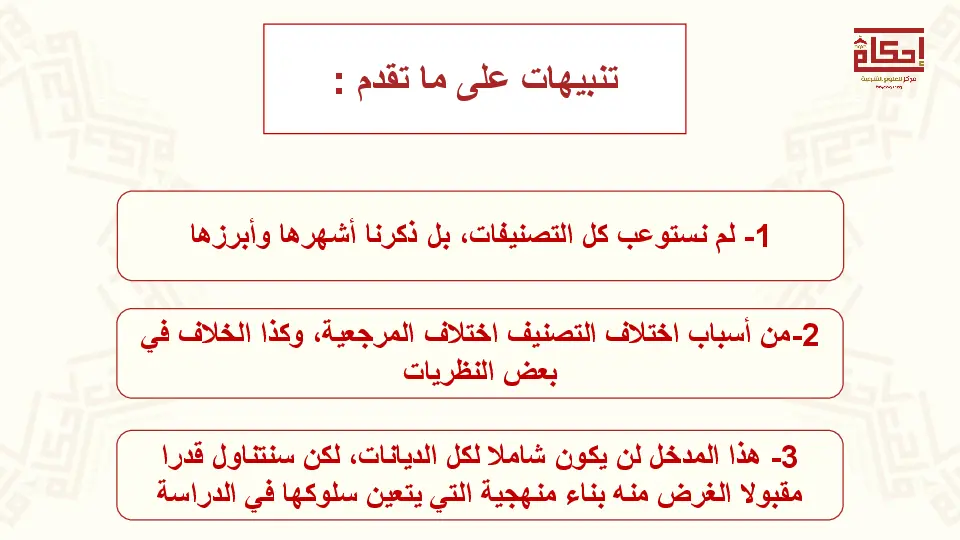 إحكام
مركز للعلوم الشرعية
تنبيهات على ما تقدم :
1- لم نستوعب كل التصنيفات، بل ذكرنا أشهرها وأبرزها
2-من أسباب اختلاف التصنيف اختلاف المرجعية، وكذا الخلاف في
بعض النظريات
3- هذا المدخل لن يكون شاملا لكل الديانات، لكن سنتناول قدرا
مقبولا الغرض منه بناء منهجية التي يتعين سلوكها في الدراسة